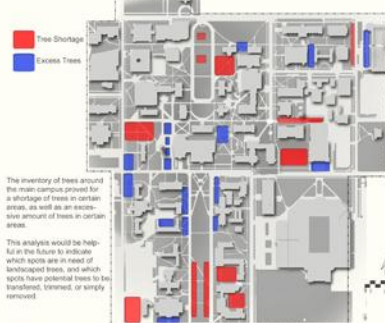 Tree Shortage
Excess Trees
The inventory of trees around
the main campus proved for
a shortage of trees in certain
areas, as well as an exces-
sive amount of trees in certain
areas
This analysis would be help-
ful in the future to indicate
which spots are in need of
landscaped trees, and which
spots have potential trees to be
transfered, trimmed, or simply
removed